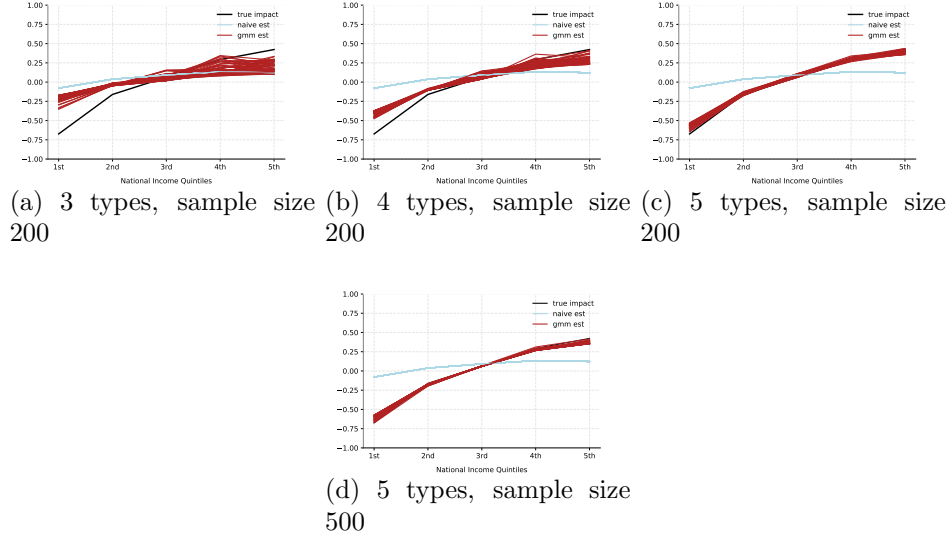 1.00
0.75
0.50
0.25
0.00
−0.25
−0.50
−0.75
−1.00
true impact
naive est
gmm est
1st 2nd 3rd 4th 5th
National Income Quintiles
(a) 3 types, sample size
200
1.00
0.75
0.50
0.25
0.00
−0.25
−0.50
−0.75
−1.00
true impact
naive est
gmm est
1st 2nd 3rd 4th 5th
National Income Quintiles
(b) 4 types, sample size
200
1.00
0.75
0.50
0.25
0.00
−0.25
−0.50
−0.75
−1.00
true impact
naive est
gmm est
1st 2nd 3rd 4th 5th
National Income Quintiles
(c) 5 types, sample size
200
1.00
0.75
0.50
0.25
0.00
−0.25
−0.50
−0.75
−1.00
true impact
naive est
gmm est
1st 2nd 3rd 4th 5th
National Income Quintiles
(d) 5 types, sample size
500